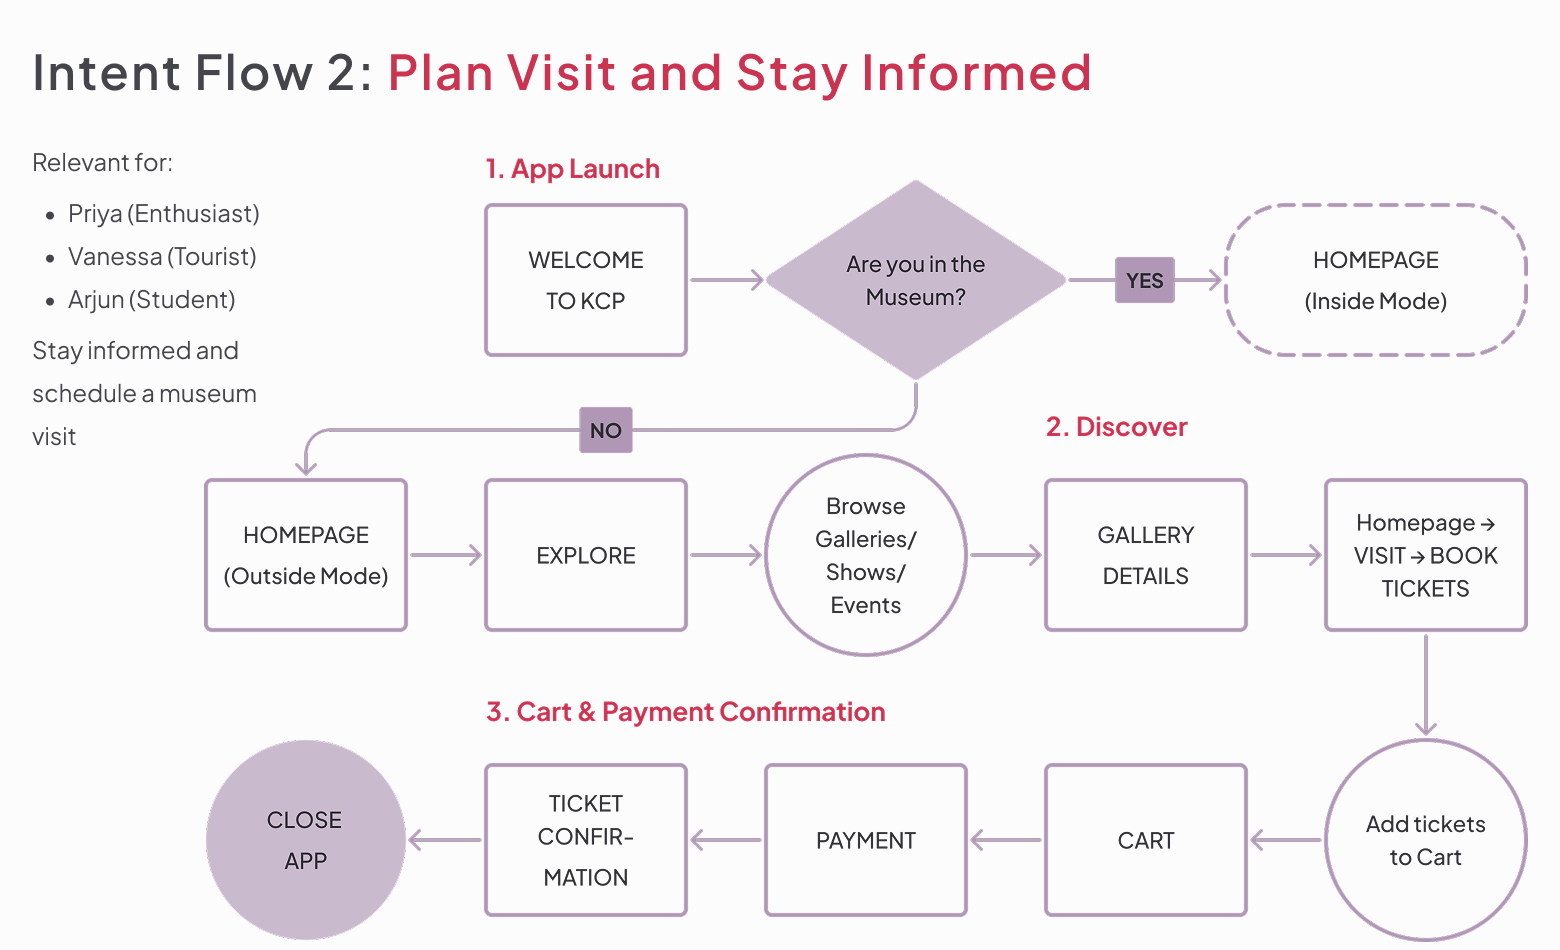 Intent Flow 2: Plan Visit and Stay Informed
Relevant for:
• Priya (Enthusiast)
• Vanessa (Tourist)
• Arjun (Student)
Stay informed and
schedule a museum
visit
1. App Launch
WELCOME
TO KCP
Are you in the
Museum?
YES
HOMEPAGE
(Inside Mode)
NO
2. Discover
HOMEPAGE
(Outside Mode)
EXPLORE
Browse
Galleries/
Shows/
Events
GALLERY
DETAILS
Homepage →
VISIT → BOOK
TICKETS
3. Cart & Payment Confirmation
CLOSE
APP
TICKET
CONFIR-
MATION
PAYMENT
CART
Add tickets
to Cart